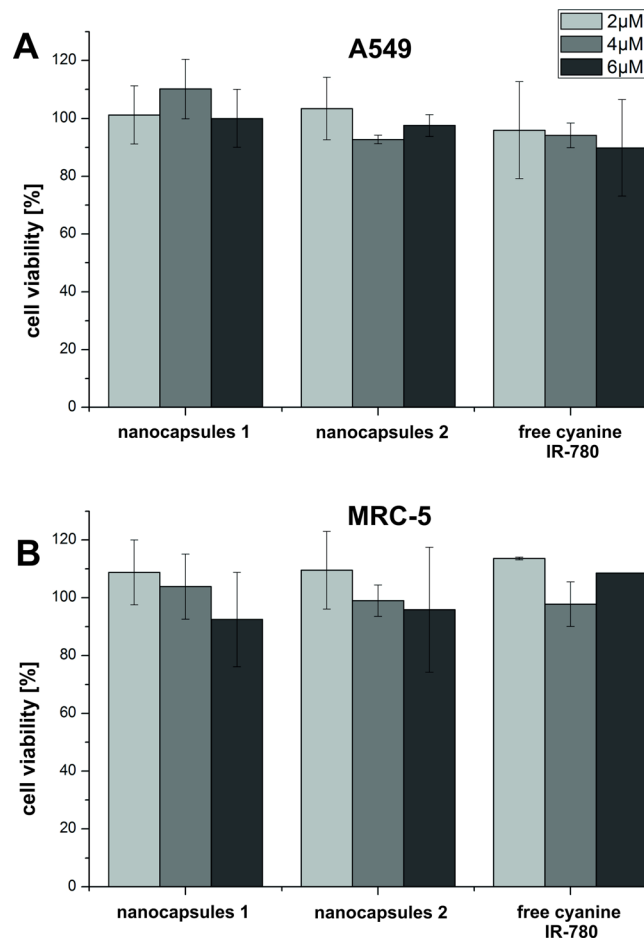 A
A549
2µM
4µM
6µM
cell viability [%]
120
100
80
60
40
20
0
nanocapsules 1
nanocapsules 2
free cyanine
IR-780
B
MRC-5
cell viability [%]
120
100
80
60
40
20
0
nanocapsules 1
nanocapsules 2
free cyanine
IR-780